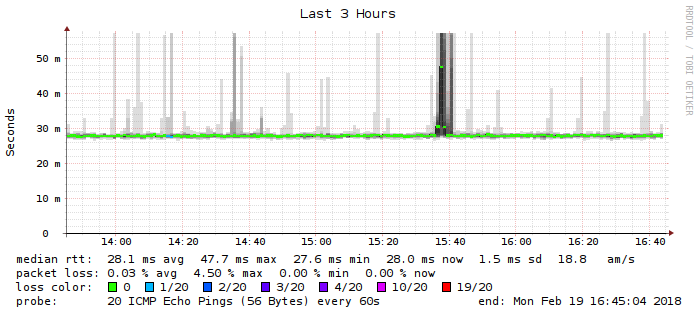 Last 3 Hours
RRDTOOL / TOBI OETIKER
Seconds
50 m
40 m
30 m
20 m
10 m
0
14:00 14:20 14:40 15:00 15:20 15:40 16:00 16:20 16:40
median rtt: 28.1 ms avg 47.7 ms max 27.6 ms min 28.0 ms now 1.5 ms sd 18.8 am/s
packet loss: 0.03 % avg 4.50 % max 0.00 % min 0.00 % now
loss color: 0 1/20 2/20 3/20 4/20 10/20 19/20
probe: 20 ICMP Echo Pings (56 Bytes) every 60s end: Mon Feb 19 16:45:04 2018